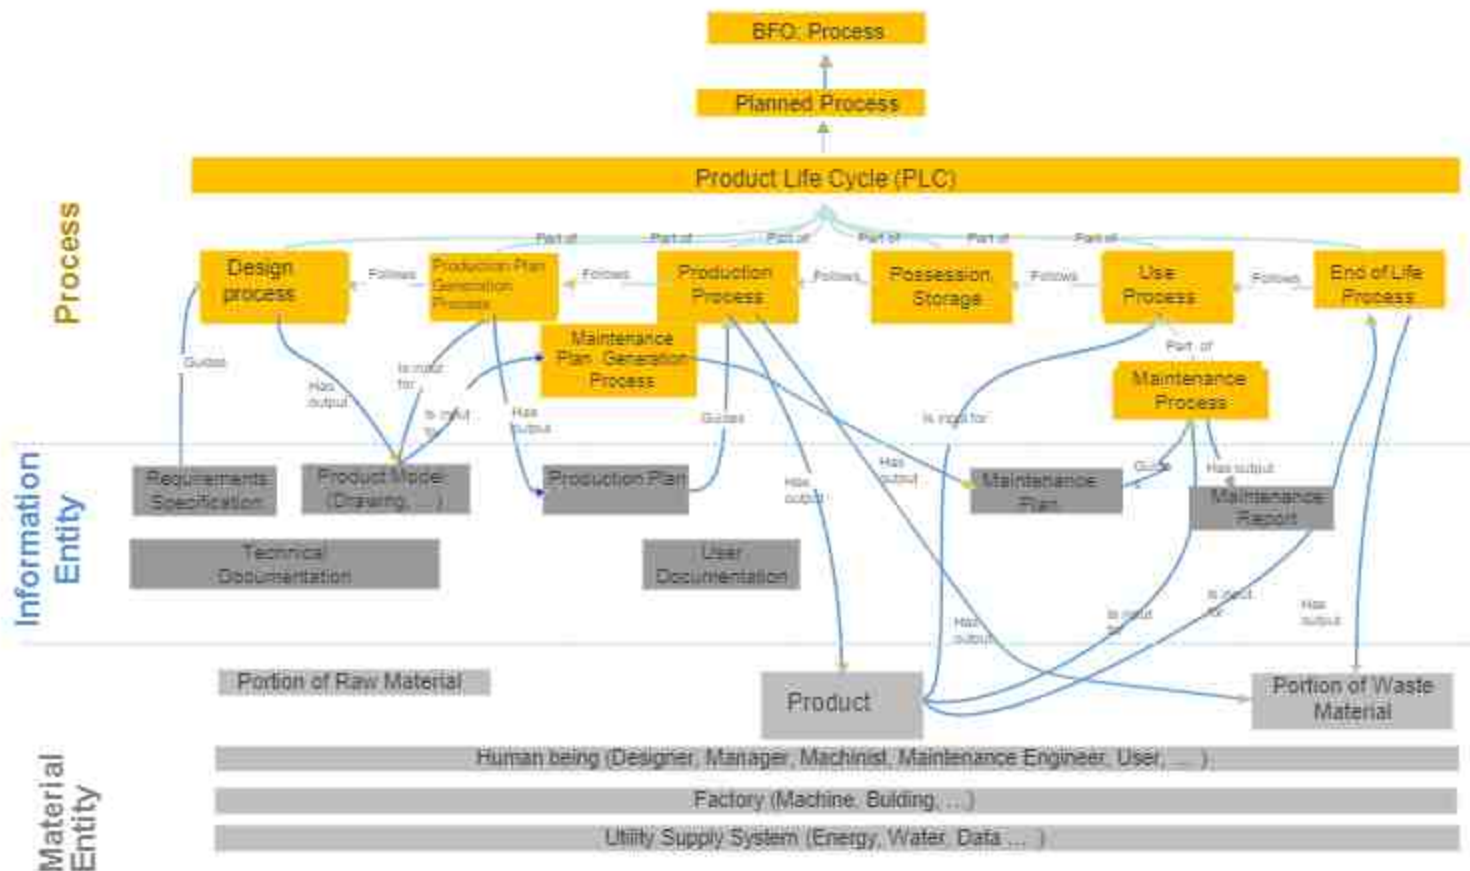 BFO: Process
Planned Process
Product Life Cycle (PLC)
Process
Part of
Part of
Part of
Part of
Part of
Part of
Design
process
Follows
Production Plan
Generation
Process
Follows
Production
Process
Follows
Possession,
Storage
Follows
Use
Process
Follows
End of Life
Process
Maintenance
Plan Generation
Process
Part of
Maintenance
Process
Guides
Has
output
Is input
for
Is input
for
Has
output
Guides
Is input for
Has
output
Has
output
Guide
Has output
Information
Entity
Requirements
Specification
Product Model
(Drawing, ...)
Production Plan
Maintenance
Plan
Maintenance
Report
Technical
Documentation
User
Documentation
Has
output
Is input
for
Is input
for
Has
output
Material
Entity
Portion of Raw Material
Product
Portion of Waste
Material
Human being (Designer, Manager, Machinist, Maintenance Engineer, User, ... )
Factory (Machine, Bulding, ...)
Utility Supply System (Energy, Water, Data ... )